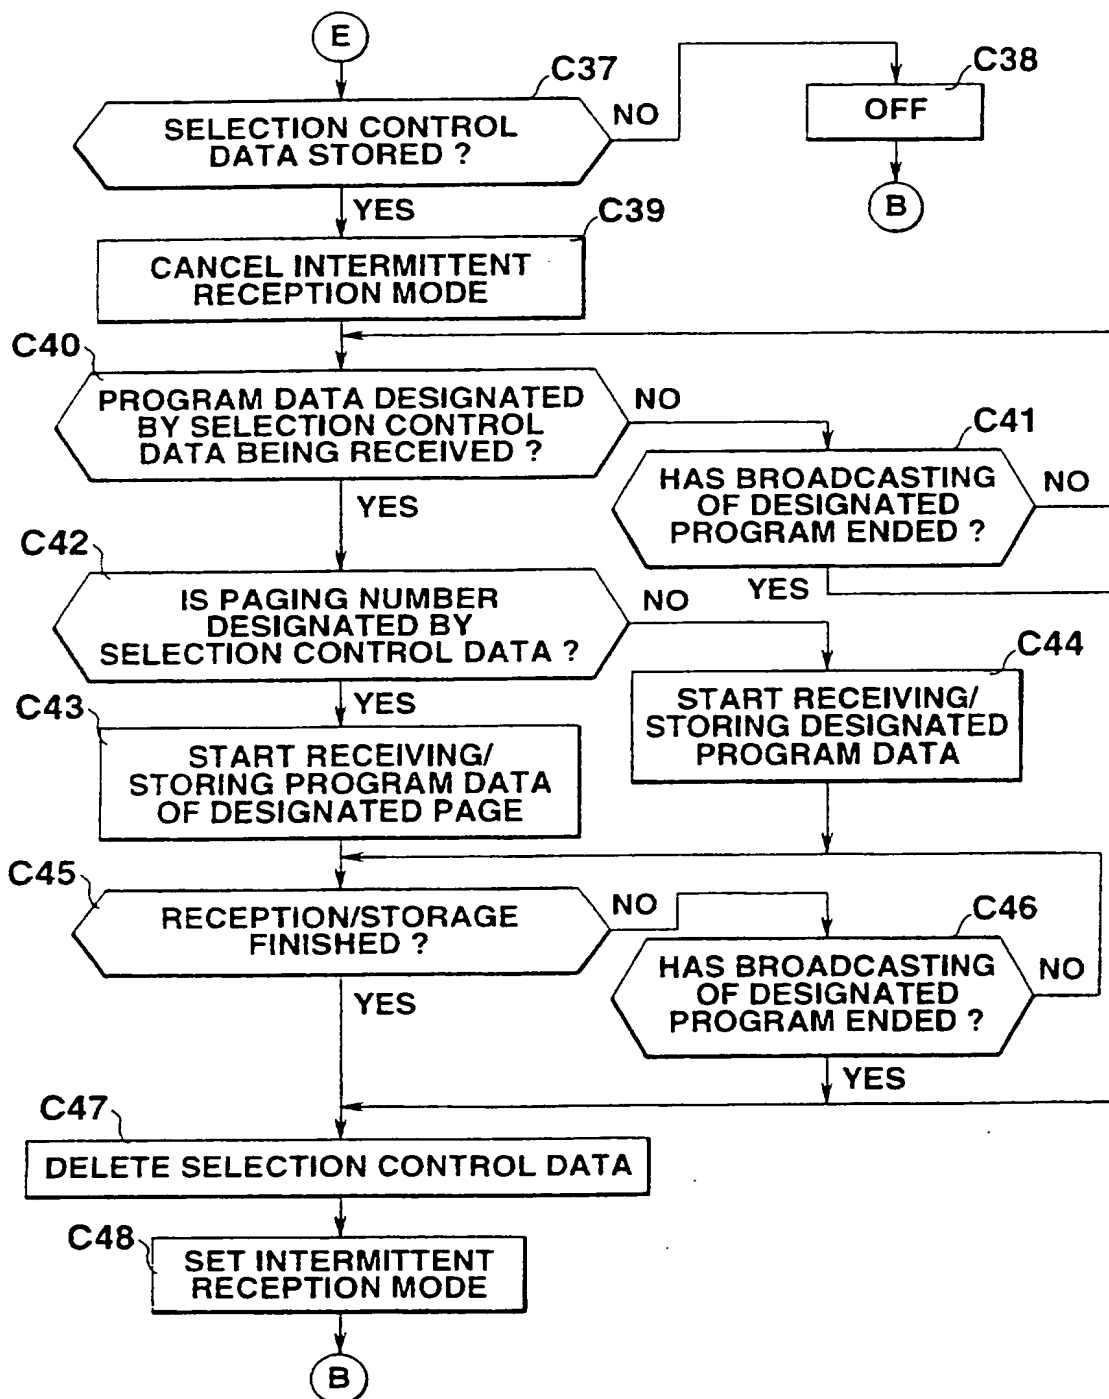 E
C37
SELECTION CONTROL
DATA STORED ?
NO
C38
OFF
B
YES
C39
CANCEL INTERMITTENT
RECEPTION MODE
C40
PROGRAM DATA DESIGNATED
BY SELECTION CONTROL
DATA BEING RECEIVED ?
NO
C41
HAS BROADCASTING
OF DESIGNATED
PROGRAM ENDED ?
NO
YES
YES
C42
IS PAGING NUMBER
DESIGNATED BY
SELECTION CONTROL DATA ?
NO
C44
START RECEIVING/
STORING DESIGNATED
PROGRAM DATA
YES
C43
START RECEIVING/
STORING PROGRAM DATA
OF DESIGNATED PAGE
C45
RECEPTION/STORAGE
FINISHED ?
NO
C46
HAS BROADCASTING
OF DESIGNATED
PROGRAM ENDED ?
NO
YES
YES
C47
DELETE SELECTION CONTROL DATA
C48
SET INTERMITTENT
RECEPTION MODE
B